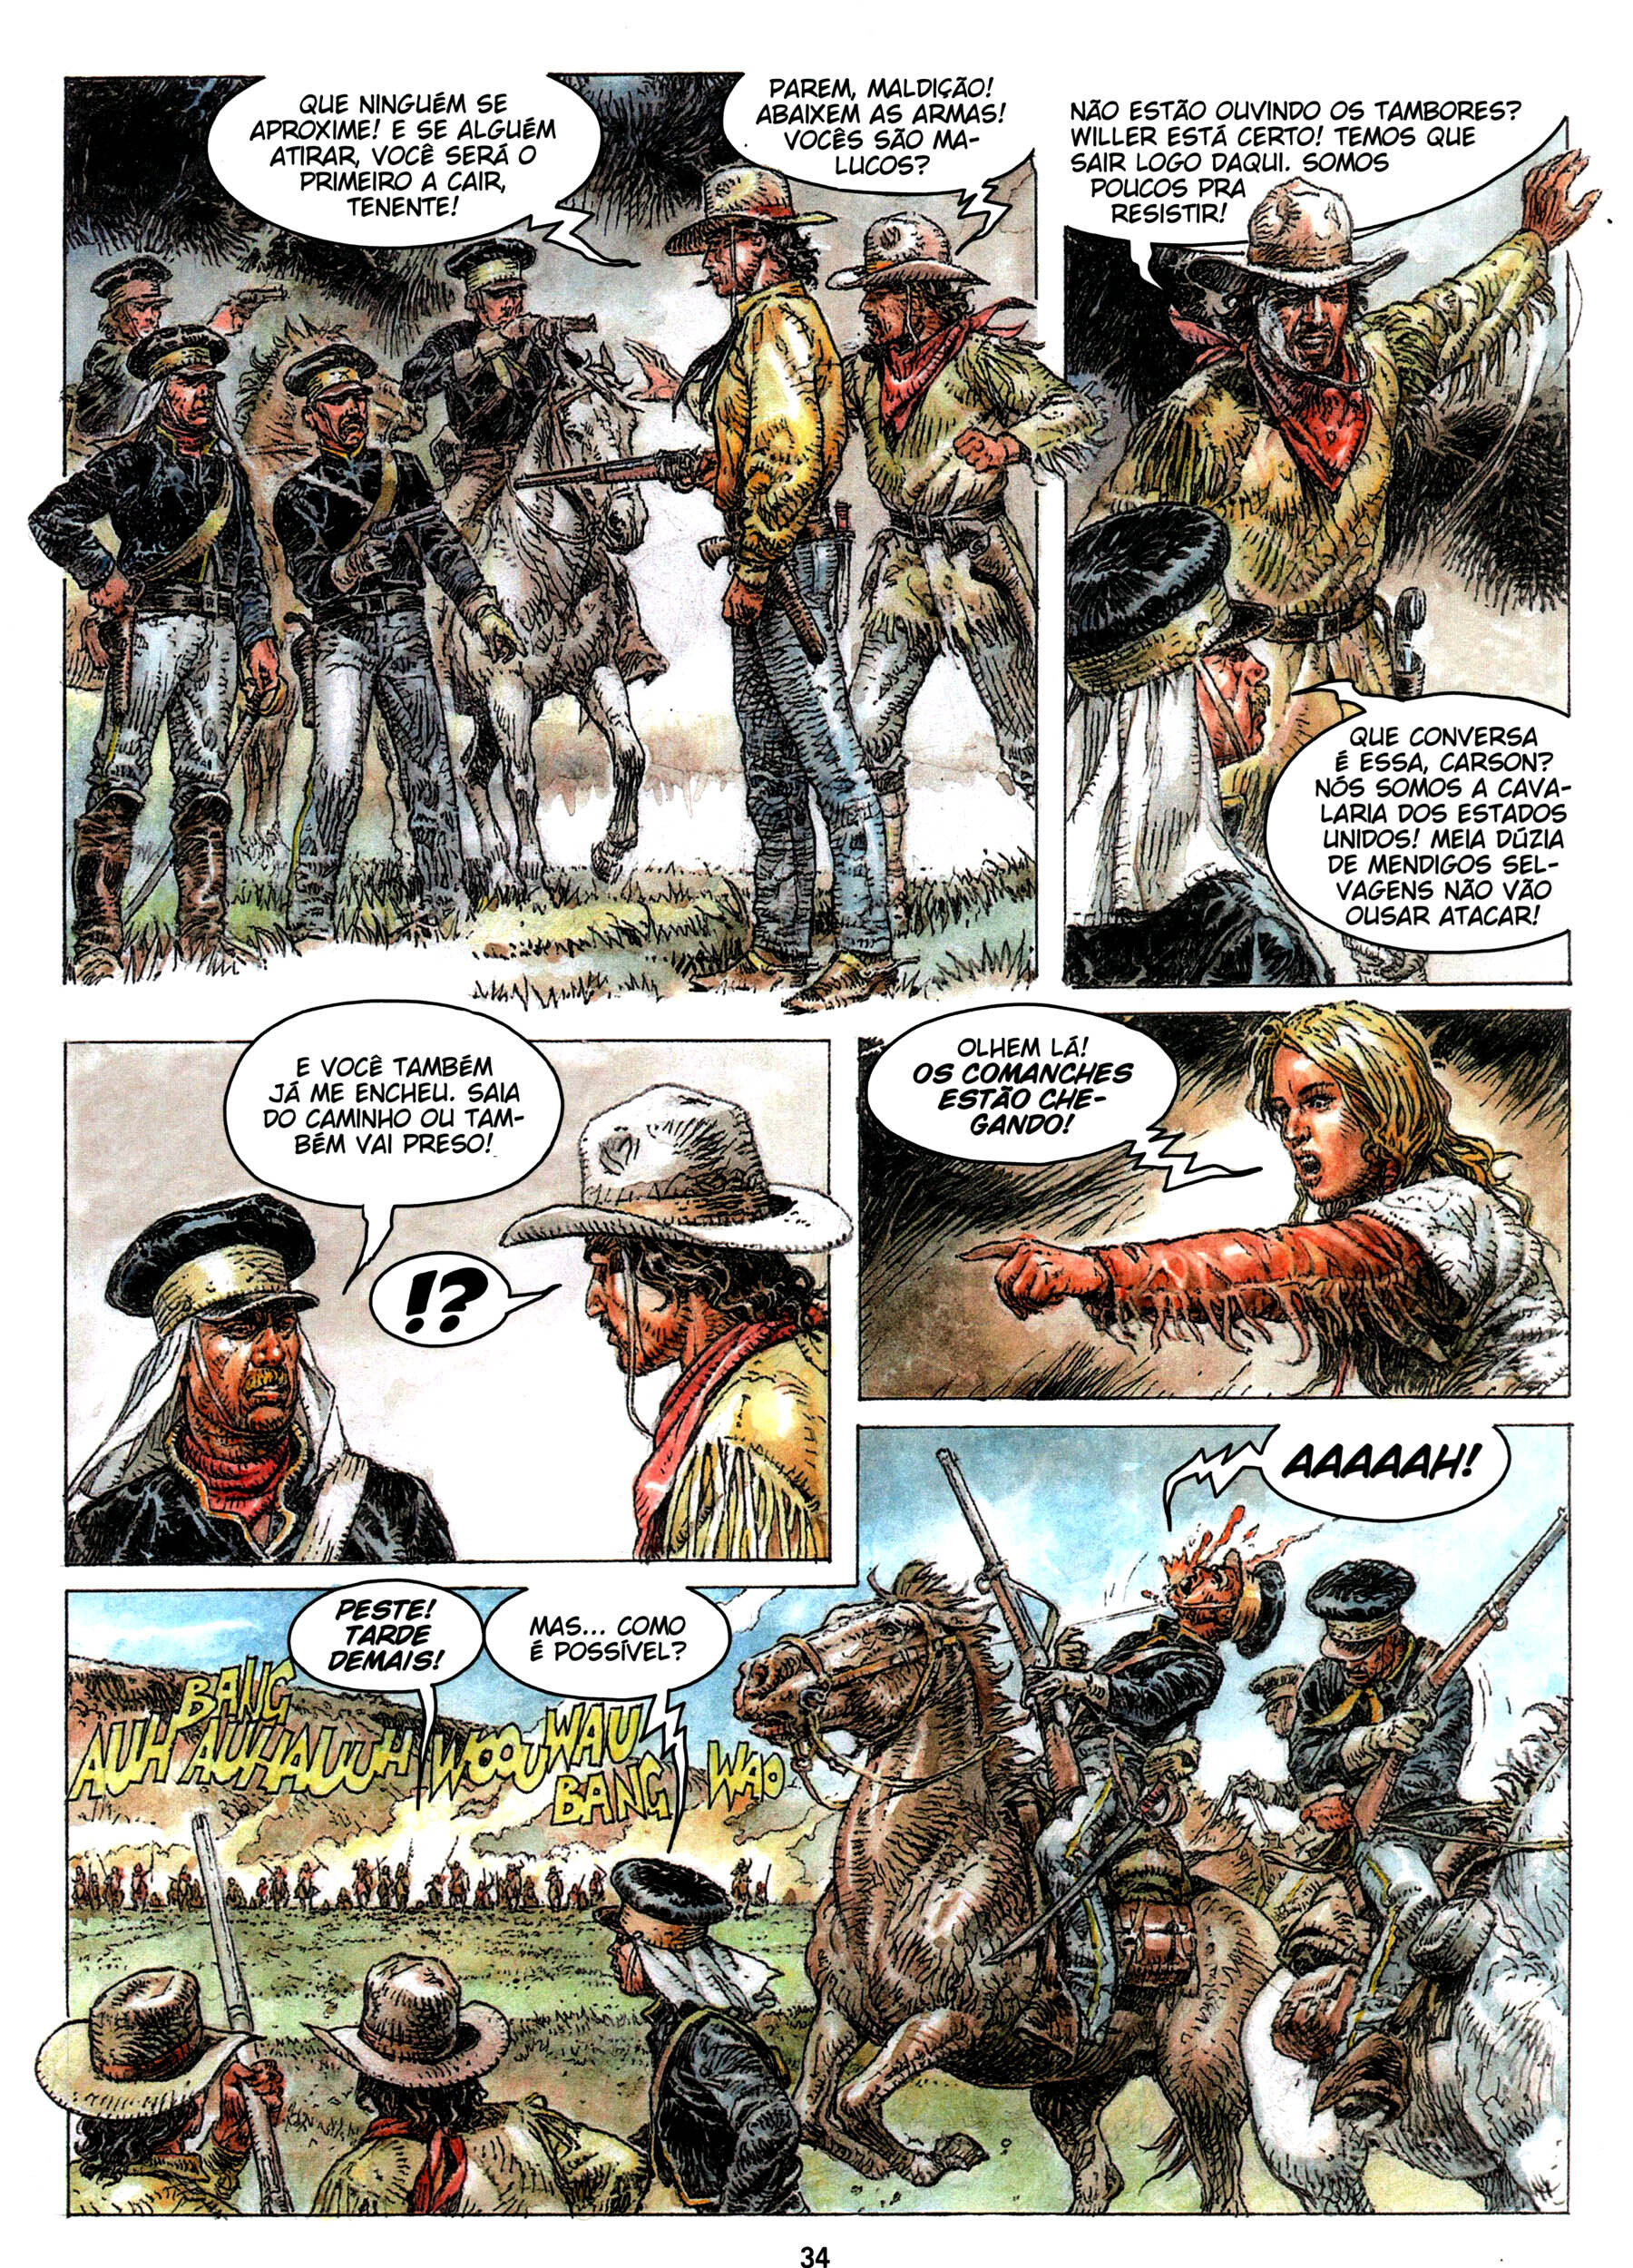 QUE NINGUÉM SE
APROXIME! E SE ALGUÉM
ATIRAR, VOCÊ SERÁ O
PRIMEIRO A CAIR,
TENENTE!
PAREM, MALDIÇÃO!
ABAIXEM AS ARMAS!
VOCÊS SÃO MA-
LUCOS?
NÃO ESTÃO OUVINDO OS TAMBORES?
WILLER ESTÁ CERTO! TEMOS QUE
SAIR LOGO DAQUI. SOMOS
POUCOS PRA
RESISTIR!
QUE CONVERSA
É ESSA, CARSON?
NÓS SOMOS A CAVA-
LARIA DOS ESTADOS
UNIDOS! MEIA DÚZIA
DE MENDIGOS SEL-
VAGENS NÃO VÃO
OUSAR ATACAR!
E VOCÊ TAMBÉM
JÁ ME ENCHEU. SAIA
DO CAMINHO OU TAM-
BÉM VAI PRESO!
!?
OLHEM LÁ!
OS COMANCHES
ESTÃO CHE-
GANDO!
AAAAAH!
PESTE!
TARDE
DEMAIS!
MAS... COMO
É POSSÍVEL?
BANG
AUH AUHAUUH WOOU WAU
BANG WAO
34